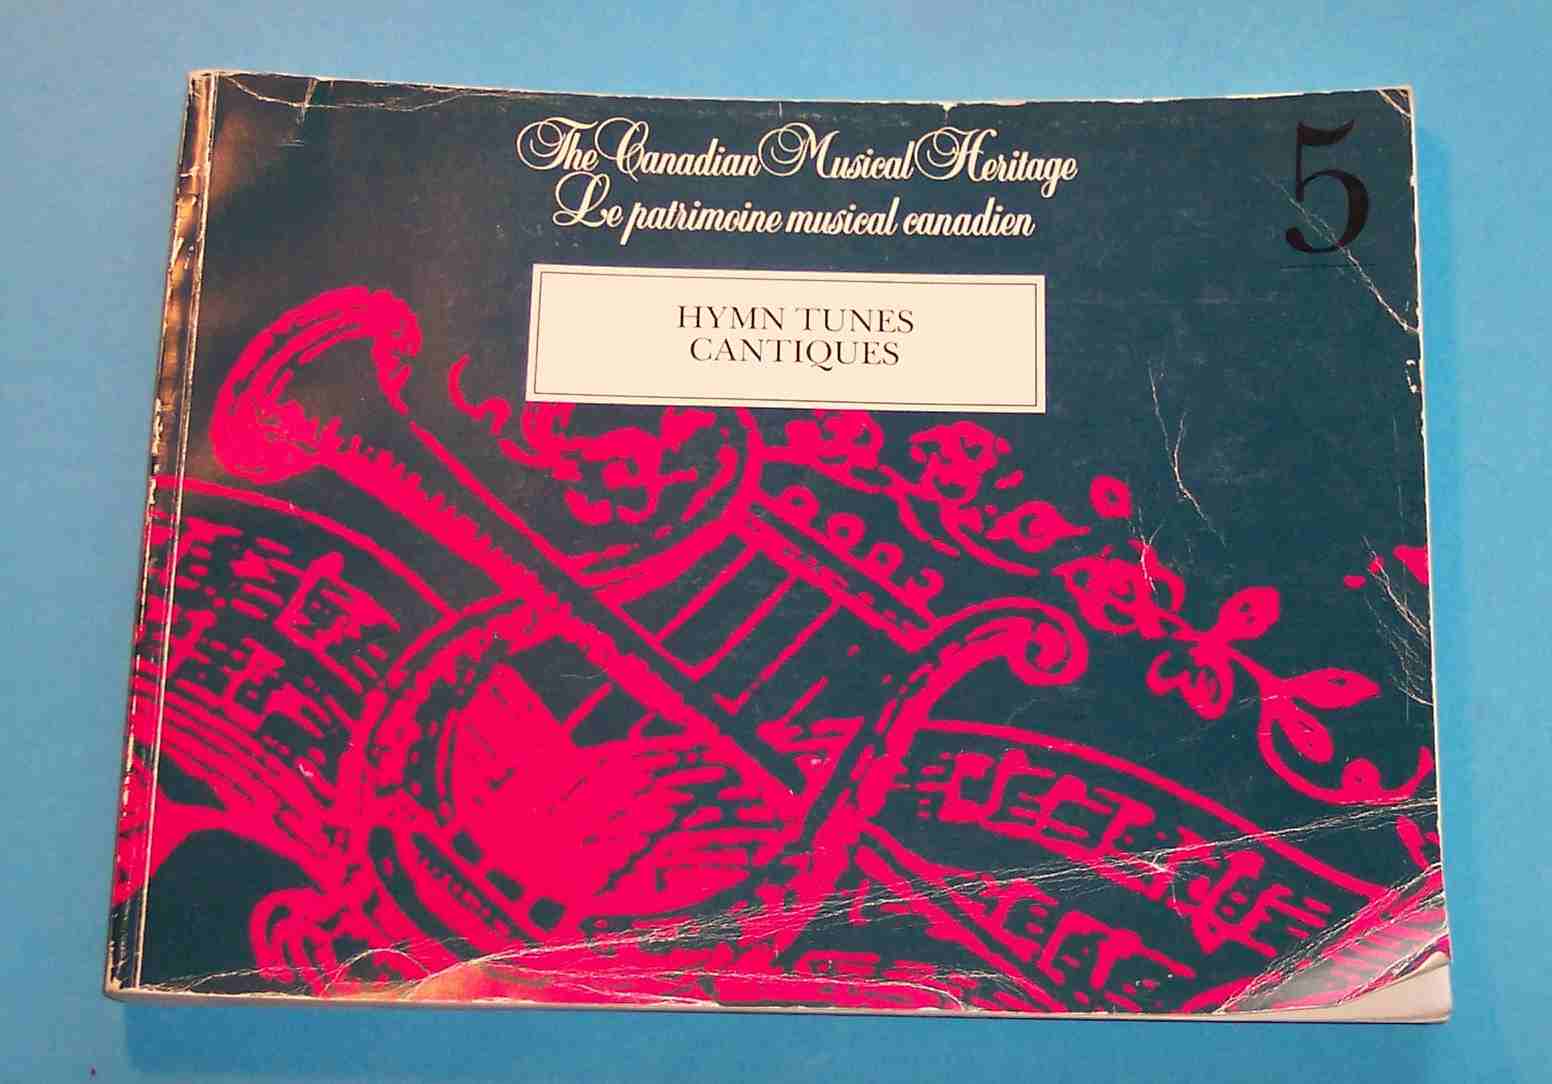 The Canadian Musical Heritage
Le patrimoine musical canadien
5
HYMN TUNES
CANTIQUES